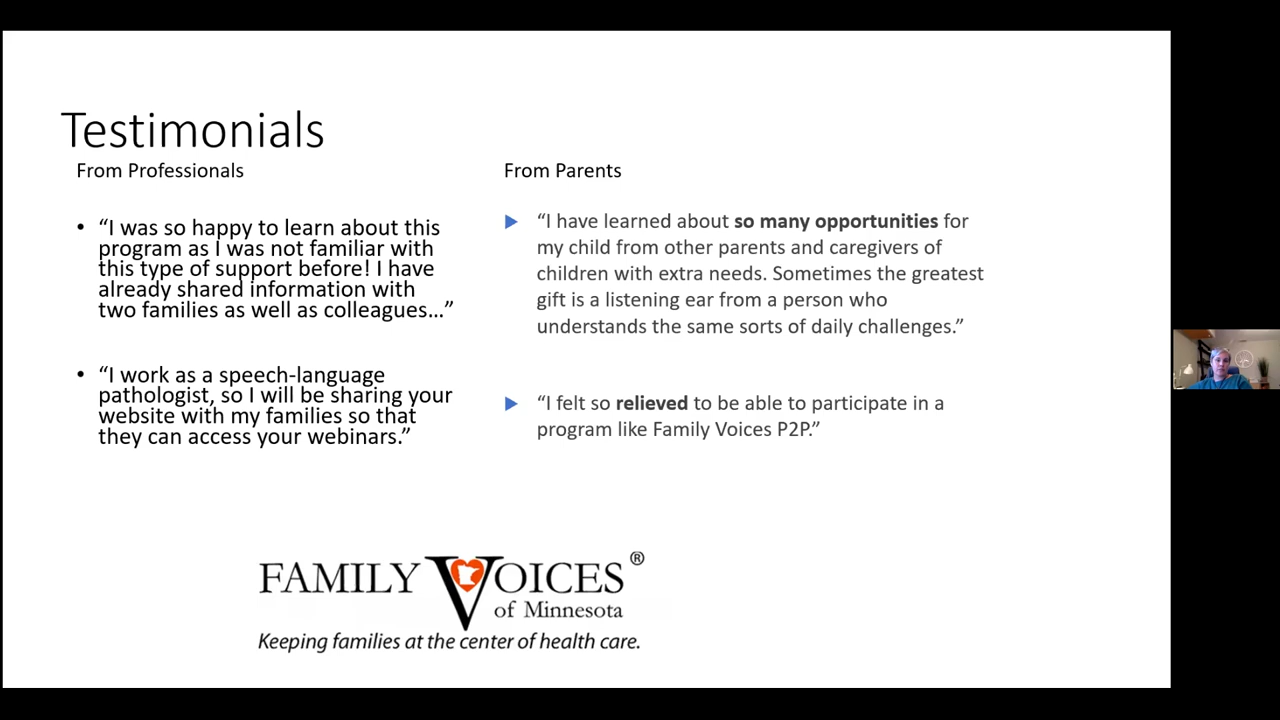 Testimonials
From Professionals
• “I was so happy to learn about this
program as I was not familiar with
this type of support before! I have
already shared information with
two families as well as colleagues…”
• “I work as a speech-language
pathologist, so I will be sharing your
website with my families so that
they can access your webinars.”
From Parents
“I have learned about so many opportunities for
my child from other parents and caregivers of
children with extra needs. Sometimes the greatest
gift is a listening ear from a person who
understands the same sorts of daily challenges.”
“I felt so relieved to be able to participate in a
program like Family Voices P2P.”
FAMILY VOICES®
of Minnesota
Keeping families at the center of health care.